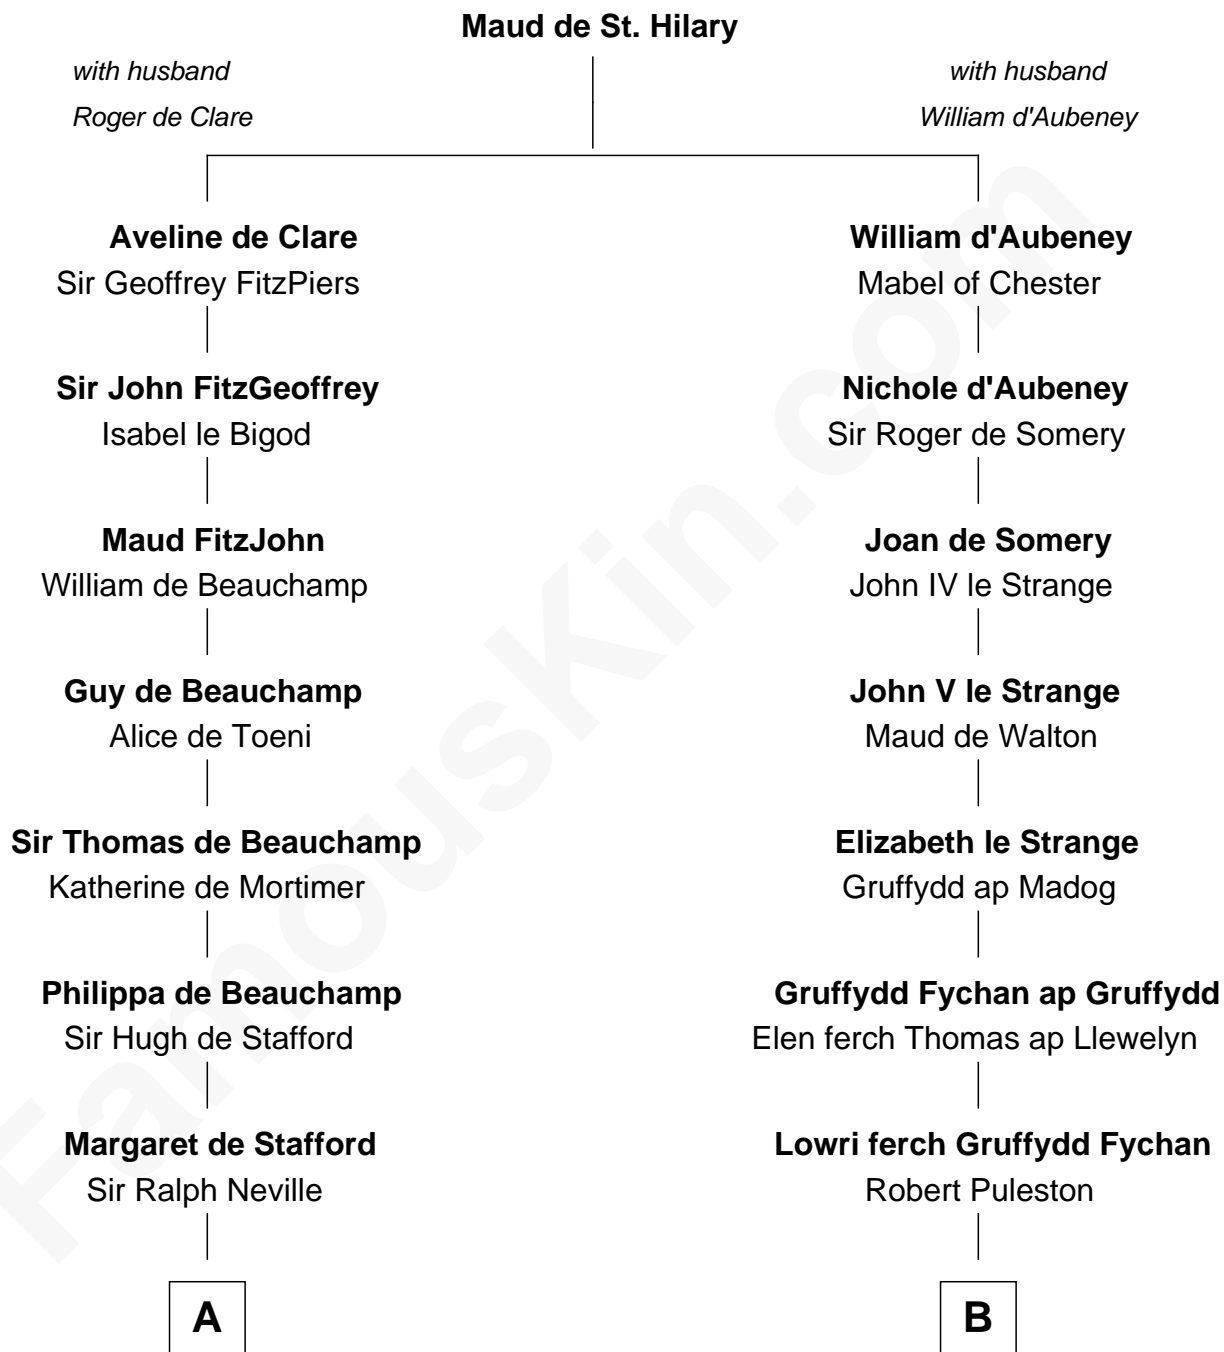 Maud de St. Hilary
with husband
Roger de Clare
with husband
William d'Aubeney
Aveline de Clare
Sir Geoffrey FitzPiers
William d'Aubeney
Mabel of Chester
Sir John FitzGeoffrey
Isabel le Bigod
Nichole d'Aubeney
Sir Roger de Somery
Maud FitzJohn
William de Beauchamp
Joan de Somery
John IV le Strange
Guy de Beauchamp
Alice de Toeni
John V le Strange
Maud de Walton
Sir Thomas de Beauchamp
Katherine de Mortimer
Elizabeth le Strange
Gruffydd ap Madog
Philippa de Beauchamp
Sir Hugh de Stafford
Gruffydd Fychan ap Gruffydd
Elen ferch Thomas ap Llewelyn
Margaret de Stafford
Sir Ralph Neville
Lowri ferch Gruffydd Fychan
Robert Puleston
A
B
FamousKin.com